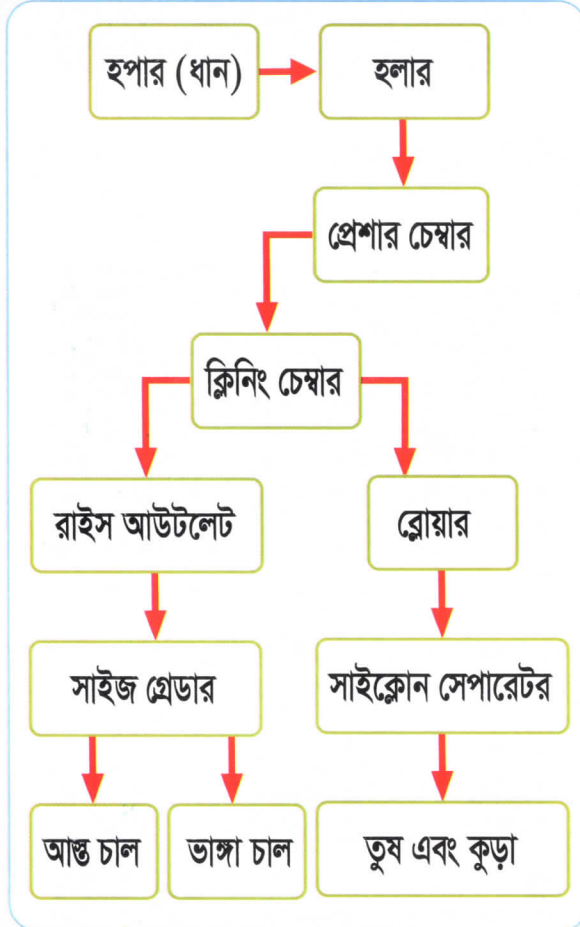 হপার (ধান)
হলার
প্রেশার চেম্বার
ক্লিনিং চেম্বার
রাইস আউটলেট
ব্লোয়ার
সাইজ গ্রেডার
সাইক্লোন সেপারেটর
আস্ত চাল
ভাঙ্গা চাল
তুষ এবং কুড়া